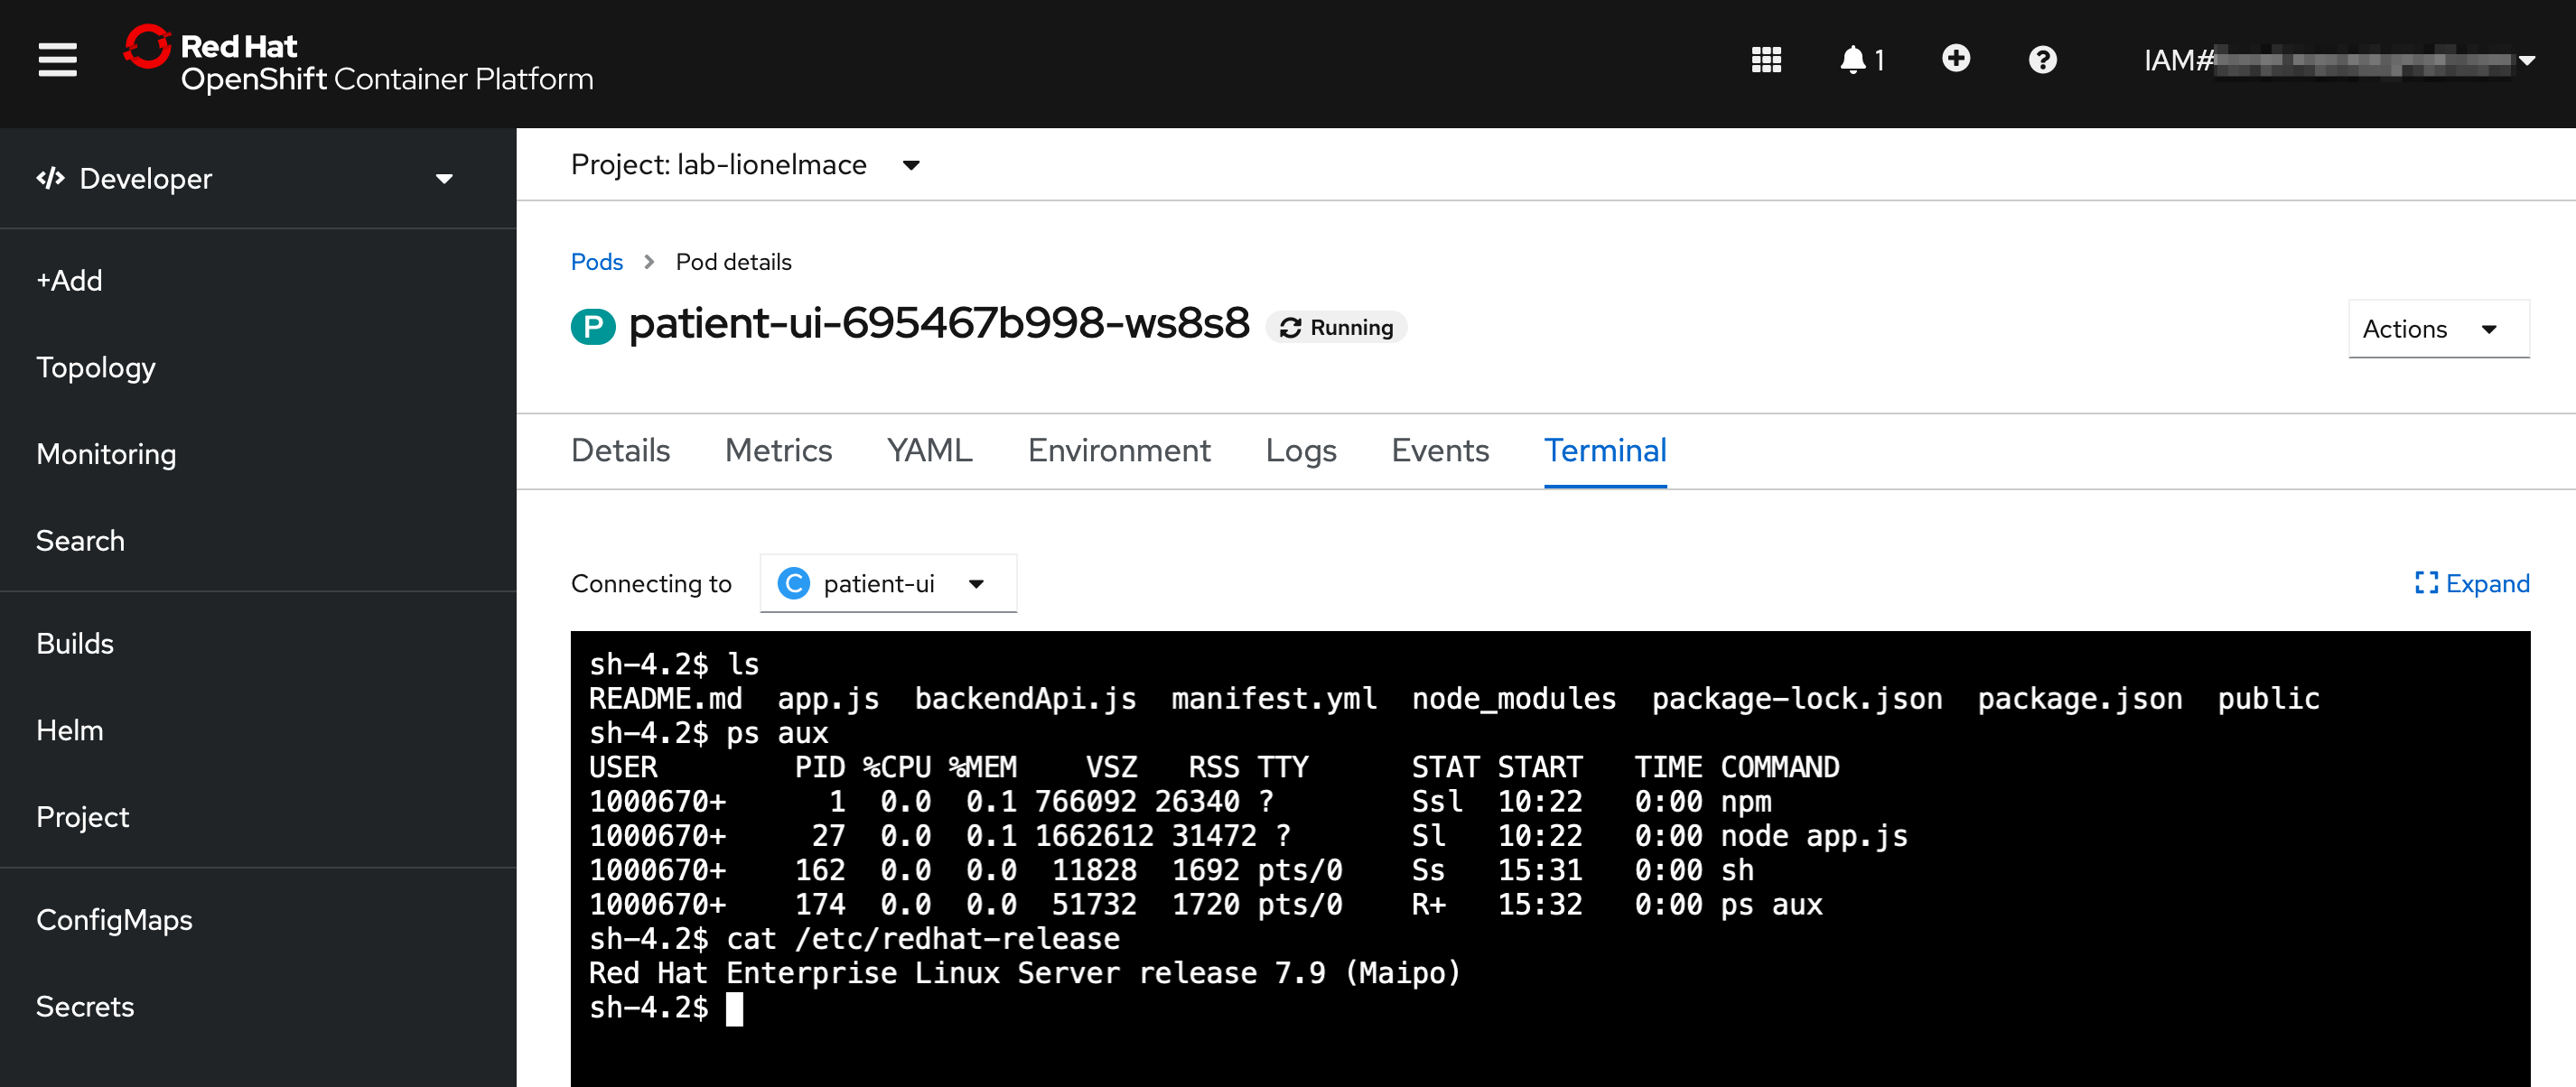 Red Hat
OpenShift Container Platform
1
IAM#
Developer
+Add
Topology
Monitoring
Search
Builds
Helm
Project
ConfigMaps
Secrets
Project: lab-lionelmace
Pods > Pod details
P patient-ui-695467b998-ws8s8 Running
Actions
Details Metrics YAML Environment Logs Events Terminal
Connecting to C patient-ui
Expand
sh-4.2$ ls
README.md  app.js  backendApi.js  manifest.yml  node_modules  package-lock.json  package.json  public
sh-4.2$ ps aux
USER        PID %CPU %MEM    VSZ   RSS TTY      STAT START   TIME COMMAND
1000670+      1  0.0  0.1 766092 26340 ?        Ssl  10:22   0:00 npm
1000670+     27  0.0  0.1 1662612 31472 ?       Sl   10:22   0:00 node app.js
1000670+    162  0.0  0.0  11828  1692 pts/0    Ss   15:31   0:00 sh
1000670+    174  0.0  0.0  51732  1720 pts/0    R+   15:32   0:00 ps aux
sh-4.2$ cat /etc/redhat-release
Red Hat Enterprise Linux Server release 7.9 (Maipo)
sh-4.2$